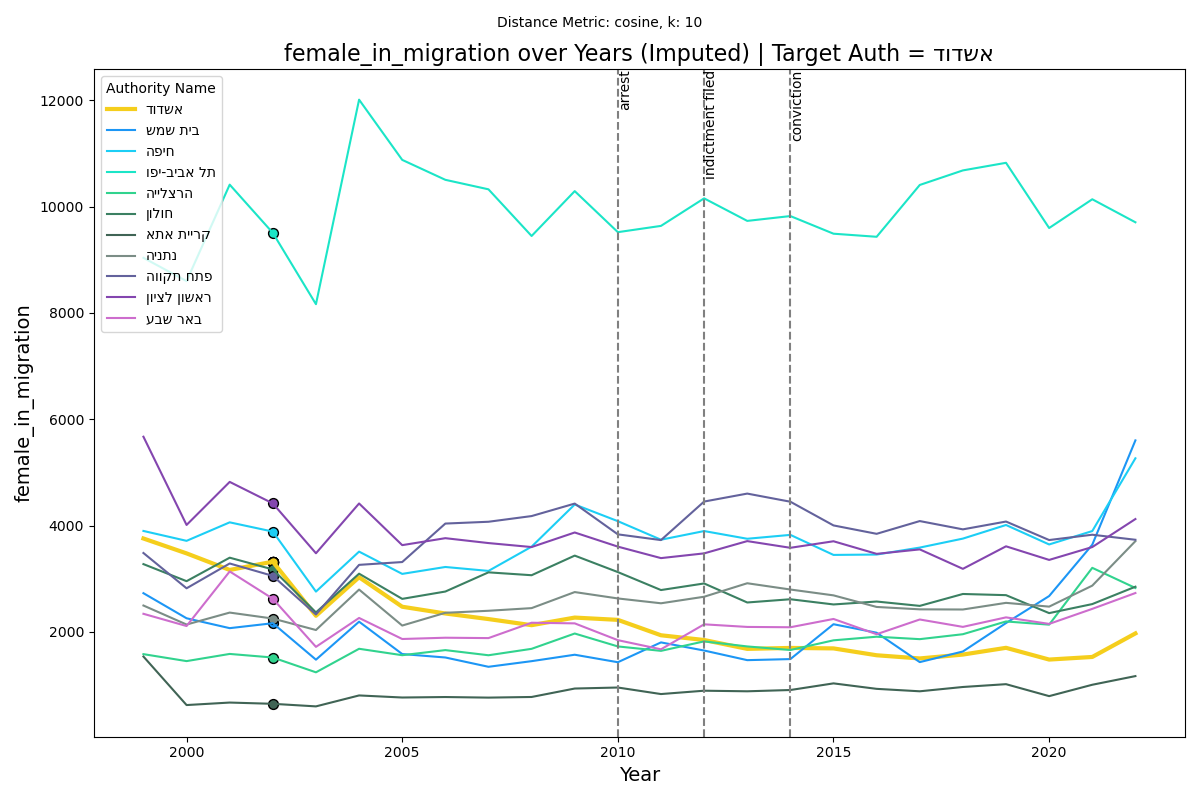 Distance Metric: cosine, k: 10
female_in_migration over Years (Imputed) | Target Auth = אשדוד
Authority Name
אשדוד
בית שמש
חיפה
תל אביב-יפו
הרצלייה
חולון
קריית אתא
נתניה
פתח תקווה
ראשון לציון
באר שבע
arrest
indictment filed
conviction
female_in_migration
12000
10000
8000
6000
4000
2000
2000
2005
2010
2015
2020
Year